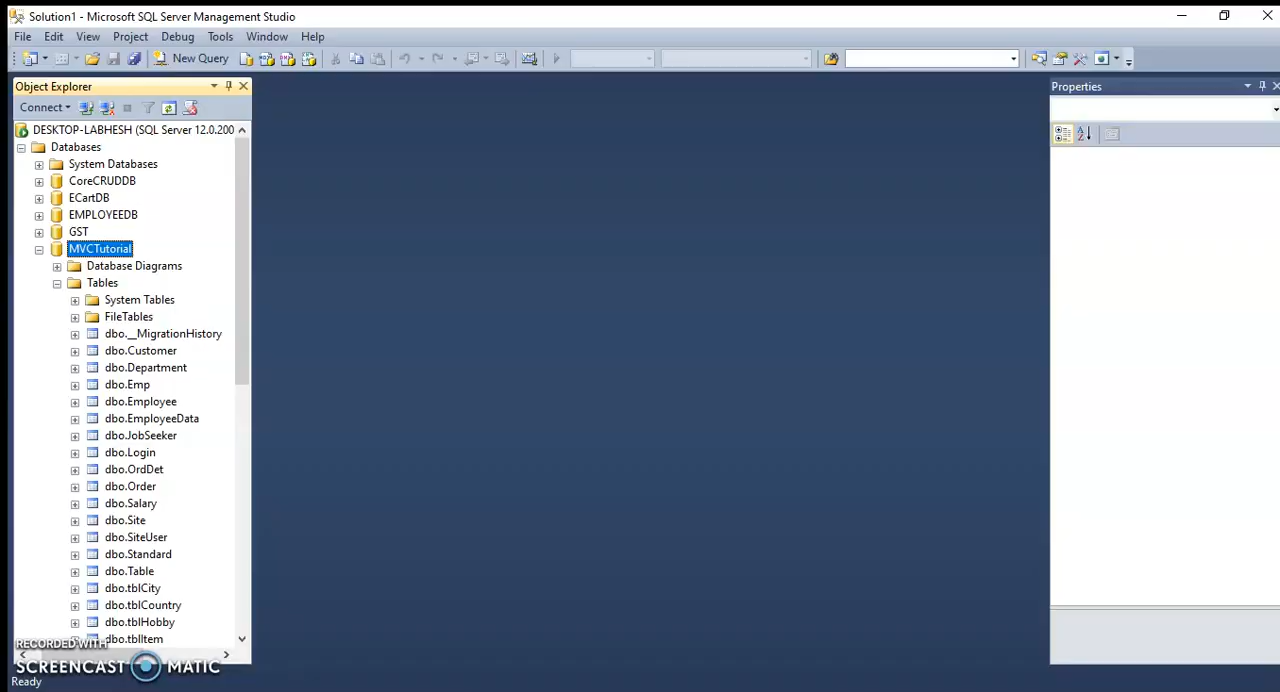 Solution1 - Microsoft SQL Server Management Studio
File Edit View Project Debug Tools Window Help
New Query
Object Explorer
Properties
Connect
DESKTOP-LABHESH (SQL Server 12.0.200
Databases
System Databases
CoreCRUDDB
ECartDB
EMPLOYEEDB
GST
MVCTutorial
Database Diagrams
Tables
System Tables
FileTables
dbo.__MigrationHistory
dbo.Customer
dbo.Department
dbo.Emp
dbo.Employee
dbo.EmployeeData
dbo.JobSeeker
dbo.Login
dbo.OrdDet
dbo.Order
dbo.Salary
dbo.Site
dbo.SiteUser
dbo.Standard
dbo.Table
dbo.tblCity
dbo.tblCountry
dbo.tblHobby
dbo.tblItem
RECORDED WITH
SCREENCAST MATIC
Ready